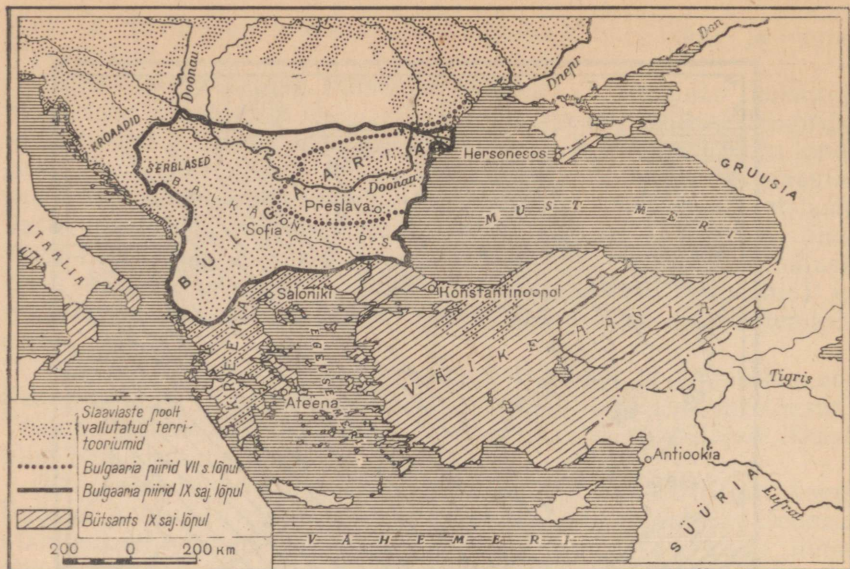 Doonau
Dnepr
Don
KROAADID
SERBLASED
BALKANI PS.
BULGAARIA
Doonau
Preslava
Sofia
Hersonesos
GRUUSIA
MUST MERI
ITAALIA
Saloniki
Konstantinoopol
KREEKA
EGEUSE MERI
VÄIKE AASIA
Tigris
Ateena
Antiookia
Eufrat
SÜÜRIA
VAHEMERI
Slaavlaste poolt
vallutatud terri-
tooriumid
Bulgaaria piirid VII s. lõpul
Bulgaaria piirid IX saj. lõpul
Bütsants IX saj. lõpul
200 0 200 KM